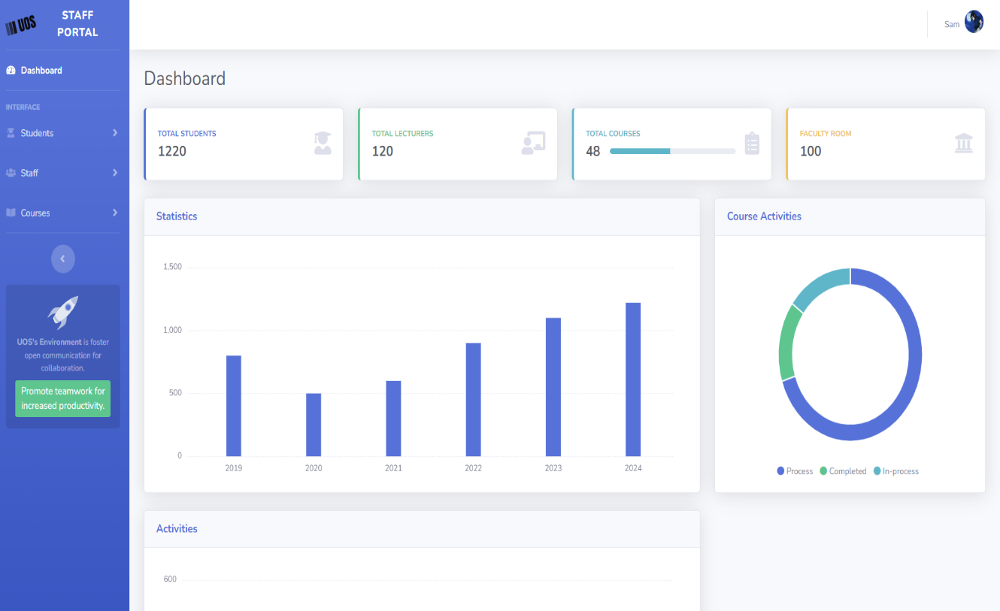 UOS
STAFF
PORTAL
Sam
Dashboard
INTERFACE
Students
Staff
Courses
UOS's Environment is foster
open communication for
collaboration.
Promote teamwork for
increased productivity.
Dashboard
TOTAL STUDENTS
1220
TOTAL LECTURERS
120
TOTAL COURSES
48
FACULTY ROOM
100
Statistics
1,500
1,000
500
0
2019 2020 2021 2022 2023 2024
Course Activities
Process Completed In-process
Activities
600